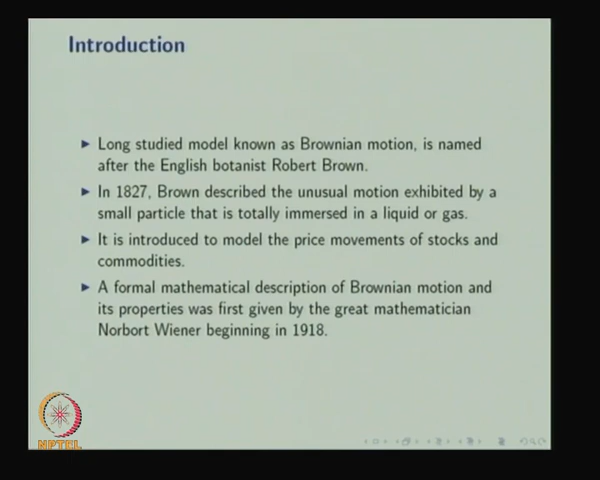 Introduction
▶ Long studied model known as Brownian motion, is named
after the English botanist Robert Brown.
▶ In 1827, Brown described the unusual motion exhibited by a
small particle that is totally immersed in a liquid or gas.
▶ It is introduced to model the price movements of stocks and
commodities.
▶ A formal mathematical description of Brownian motion and
its properties was first given by the great mathematician
Norbort Wiener beginning in 1918.
NPTEL